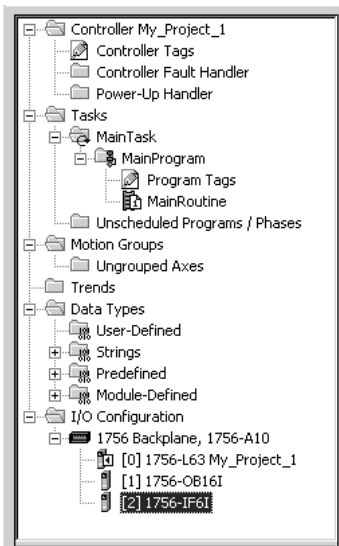 Controller My_Project_1
Controller Tags
Controller Fault Handler
Power-Up Handler
Tasks
MainTask
MainProgram
Program Tags
MainRoutine
Unscheduled Programs / Phases
Motion Groups
Ungrouped Axes
Trends
Data Types
User-Defined
Strings
Predefined
Module-Defined
I/O Configuration
1756 Backplane, 1756-A10
[0] 1756-L63 My_Project_1
[1] 1756-OB16I
[2] 1756-IF6I